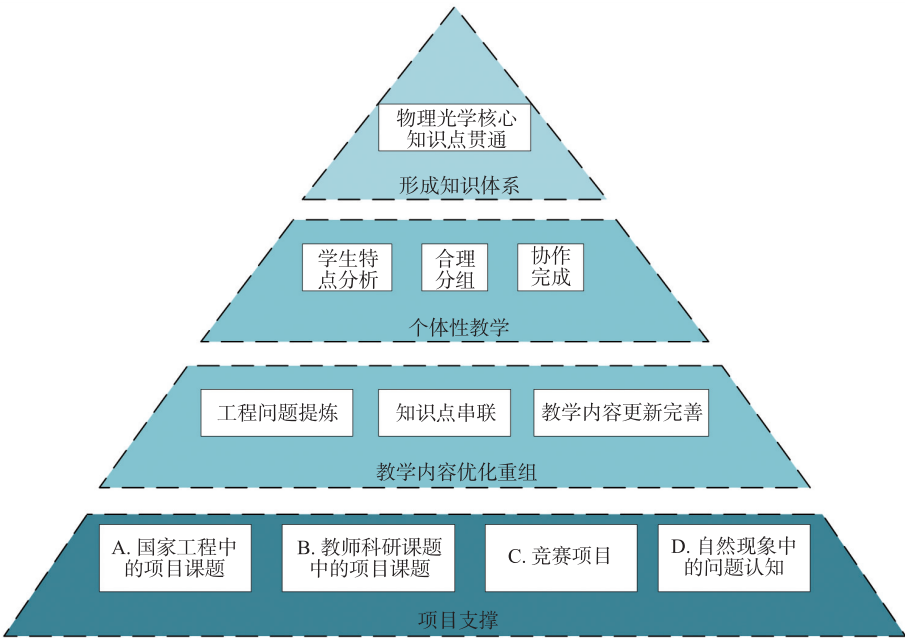 物理光学核心
知识点贯通
形成知识体系
学生特
点分析
合理
分组
协作
完成
个体性教学
工程问题提炼
知识点串联
教学内容更新完善
教学内容优化重组
A. 国家工程中
的项目课题
B. 教师科研课题
中的项目课题
C. 竞赛项目
D. 自然现象中
的问题认知
项目支撑